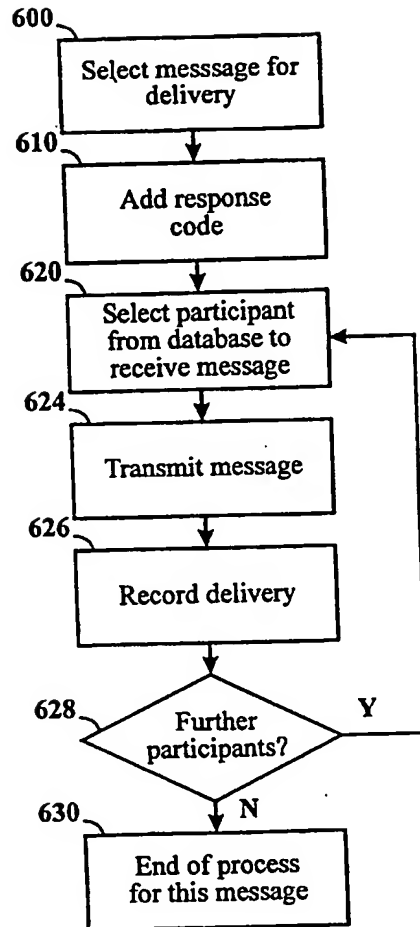 600
Select messsage for
delivery
610
Add response
code
620
Select participant
from database to
receive message
624
Transmit message
626
Record delivery
628
Further
participants?
Y
N
630
End of process
for this message